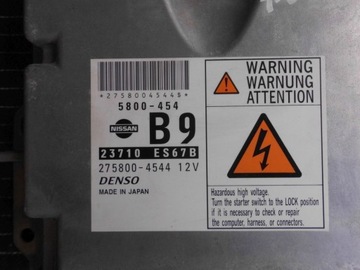 *2758004544$*
5800-454
NISSAN
B9
23710 ES67B
275800-4544 12V
DENSO
MADE IN JAPAN
WARNING
WARNUNG
ATTENTION
Hazardous high voltage.
Turn the starter switch to the LOCK position
if it is necessary to check or repair
the computer, harness, or connectors.